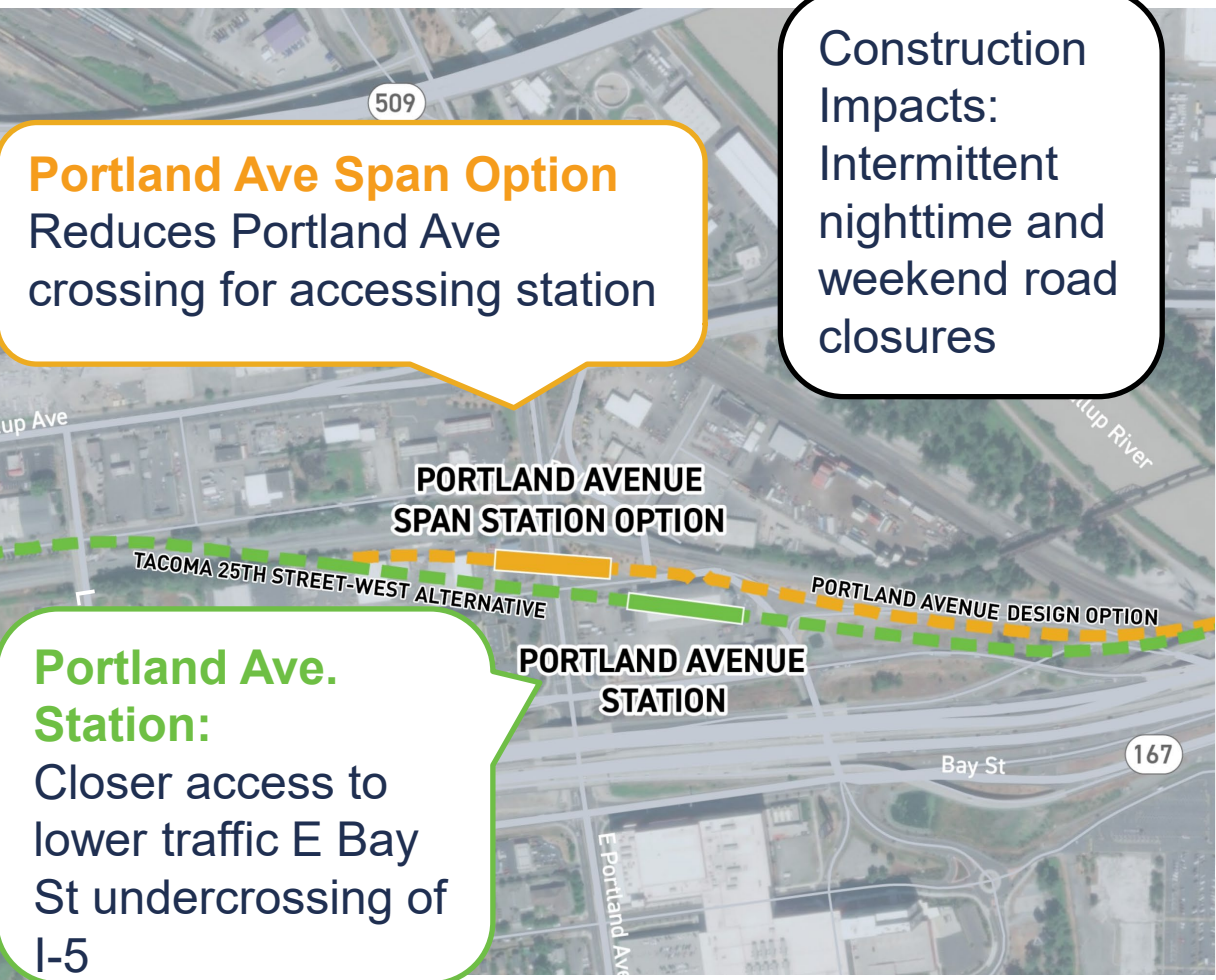 509
Portland Ave Span Option
Reduces Portland Ave
crossing for accessing station
Construction
Impacts:
Intermittent
nighttime and
weekend road
closures
up Ave
llup River
PORTLAND AVENUE
SPAN STATION OPTION
TACOMA 25TH STREET-WEST ALTERNATIVE
PORTLAND AVENUE DESIGN OPTION
PORTLAND AVENUE
STATION
Portland Ave.
Station:
Closer access to
lower traffic E Bay
St undercrossing of
I-5
Bay St
167
E Portland Ave